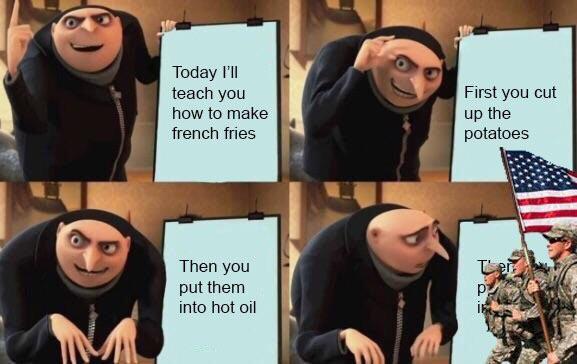 Today I'll
teach you
how to make
french fries
First you cut
up the
potatoes
Then you
put them
into hot oil